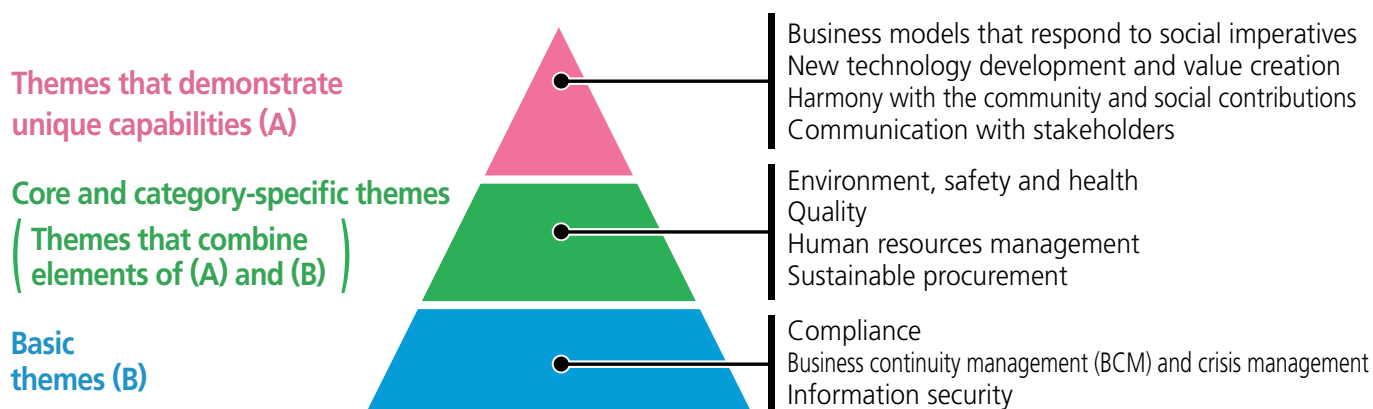 Themes that demonstrate
unique capabilities (A)
Business models that respond to social imperatives
New technology development and value creation
Harmony with the community and social contributions
Communication with stakeholders
Core and category-specific themes
(Themes that combine
elements of (A) and (B))
Environment, safety and health
Quality
Human resources management
Sustainable procurement
Basic
themes (B)
Compliance
Business continuity management (BCM) and crisis management
Information security